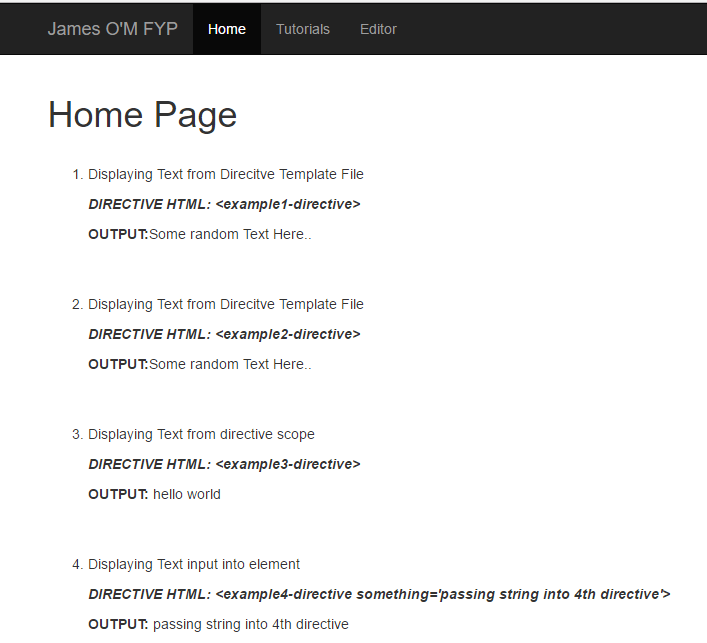 James O'M FYP Home Tutorials Editor
Home Page
1. Displaying Text from Direcitve Template File
DIRECTIVE HTML: <example1-directive>
OUTPUT:Some random Text Here..
2. Displaying Text from Direcitve Template File
DIRECTIVE HTML: <example2-directive>
OUTPUT:Some random Text Here..
3. Displaying Text from directive scope
DIRECTIVE HTML: <example3-directive>
OUTPUT: hello world
4. Displaying Text input into element
DIRECTIVE HTML: <example4-directive something='passing string into 4th directive'>
OUTPUT: passing string into 4th directive